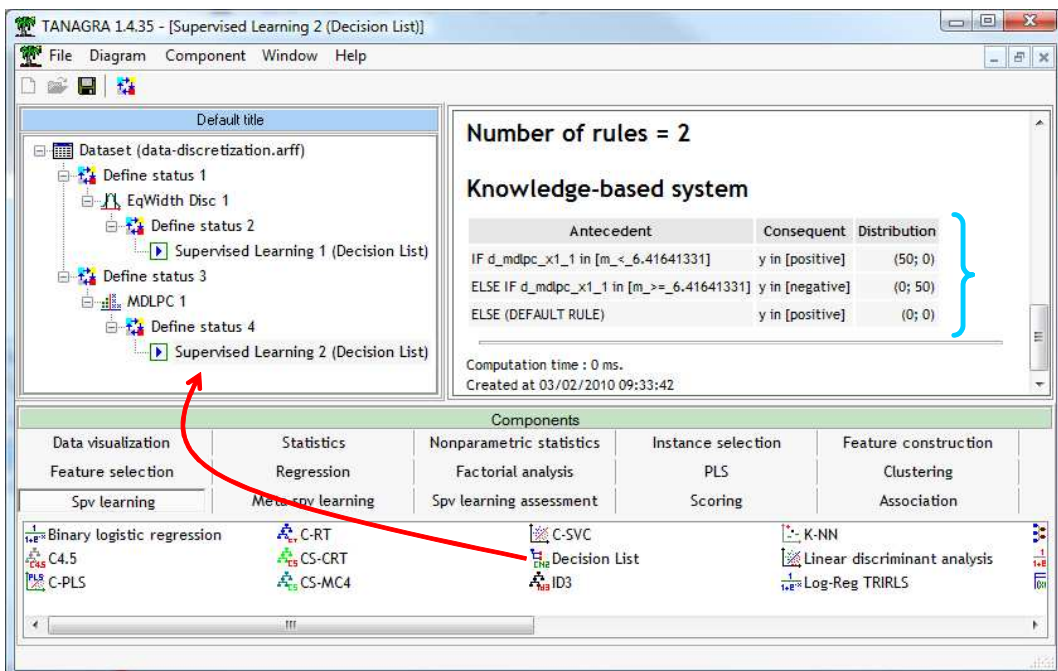 TANAGRA 1.4.35 - [Supervised Learning 2 (Decision List)]
File Diagram Component Window Help
Default title
Dataset (data-discretization.arff)
Define status 1
EqWidth Disc 1
Define status 2
Supervised Learning 1 (Decision List)
Define status 3
MDLPC 1
Define status 4
Supervised Learning 2 (Decision List)
Number of rules = 2
Knowledge-based system
Antecedent Consequent Distribution
IF d_mdlpc_x1_1 in [m_<_6.41641331] y in [positive] (50; 0)
ELSE IF d_mdlpc_x1_1 in [m_>=_6.41641331] y in [negative] (0; 50)
ELSE (DEFAULT RULE) y in [positive] (0; 0)
Computation time : 0 ms.
Created at 03/02/2010 09:33:42
Components
Data visualization Statistics Nonparametric statistics Instance selection Feature construction
Feature selection Regression Factorial analysis PLS Clustering
Spv learning Meta-spv learning Spv learning assessment Scoring Association
Binary logistic regression C-RT C-SVC K-NN
C4.5 CS-CRT Decision List Linear discriminant analysis
C-PLS CS-MC4 ID3 Log-Reg TRIRLS